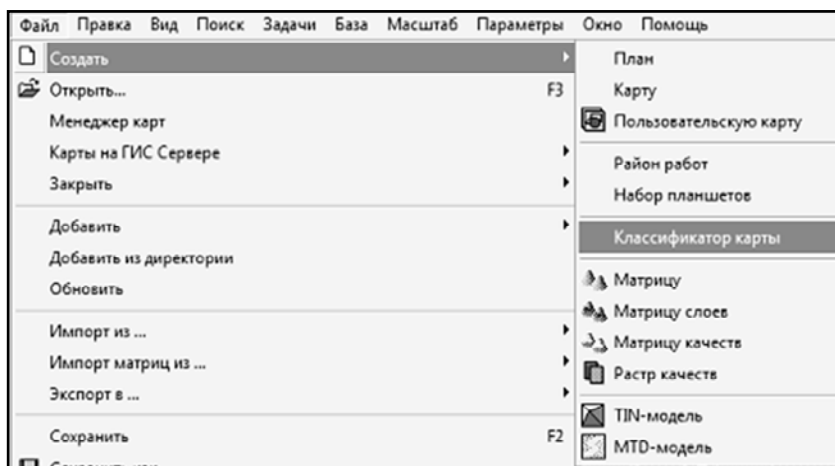 Файл Правка Вид Поиск Задачи База Масштаб Параметры Окно Помощь
Создать
Открыть... F3
Менеджер карт
Карты на ГИС Сервере
Закрыть
Добавить
Добавить из директории
Обновить
Импорт из ...
Импорт матриц из ...
Экспорт в ...
Сохранить F2
План
Карту
Пользовательскую карту
Район работ
Набор планшетов
Классификатор карты
Матрицу
Матрицу слоев
Матрицу качеств
Растр качеств
TIN-модель
MTD-модель